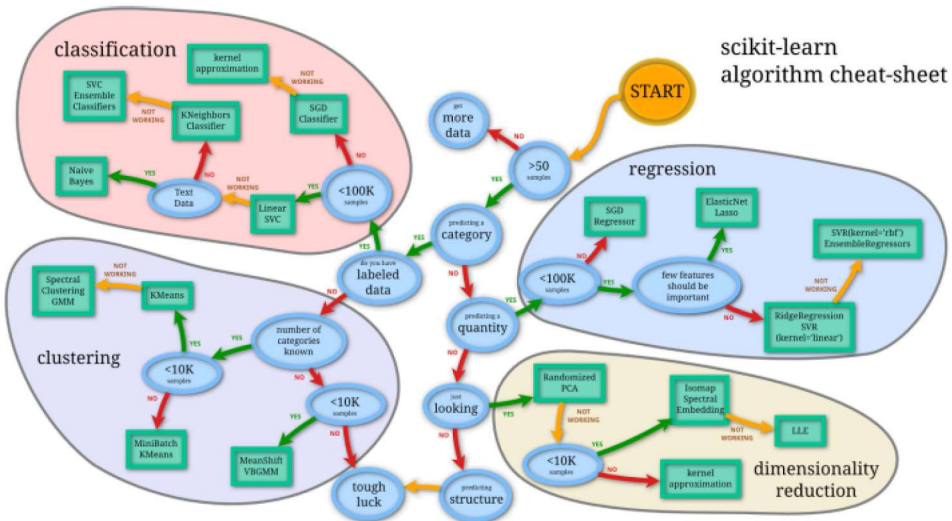 scikit-learn
algorithm cheat-sheet
START
get
more
data
NO
>50
samples
YES
predicting a
category
YES
NO
do you have
labeled
data
YES
NO
predicting a
quantity
YES
NO
just
looking
YES
NO
predicting
structure
tough
luck
classification
kernel
approximation
NOT
WORKING
SVC
Ensemble
Classifiers
NOT
WORKING
KNeighbors
Classifier
SGD
Classifier
NO
Naive
Bayes
YES
Text
Data
NO
NOT
WORKING
Linear
SVC
YES
<100K
samples
regression
SGD
Regressor
NO
<100K
samples
YES
ElasticNet
Lasso
YES
few features
should be
important
NO
SVR(kernel='rbf')
EnsembleRegressors
NOT
WORKING
RidgeRegression
SVR
(kernel='linear')
clustering
Spectral
Clustering
GMM
NOT
WORKING
KMeans
YES
<10K
samples
NO
MiniBatch
KMeans
YES
number of
categories
known
NO
<10K
samples
YES
NO
MeanShift
VBGMM
dimensionality
reduction
Randomized
PCA
NOT
WORKING
<10K
samples
YES
NO
Isomap
Spectral
Embedding
NOT
WORKING
LLE
kernel
approximation